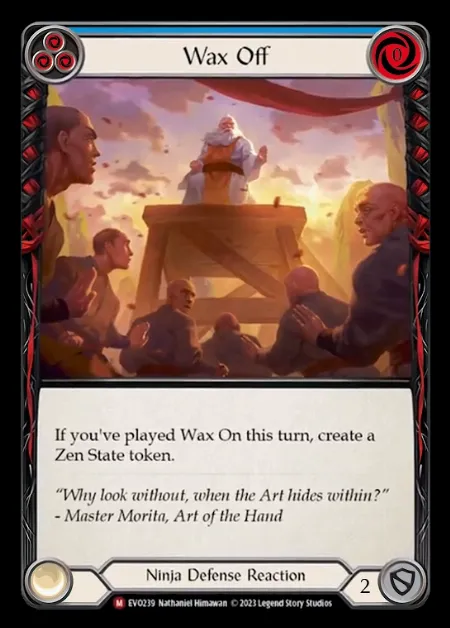 Wax Off
0
If you've played Wax On this turn, create a
Zen State token.
“Why look without, when the Art hides within?”
- Master Morita, Art of the Hand
Ninja Defense Reaction
2
M EVO239 Nathaniel Himawan © 2023 Legend Story Studios